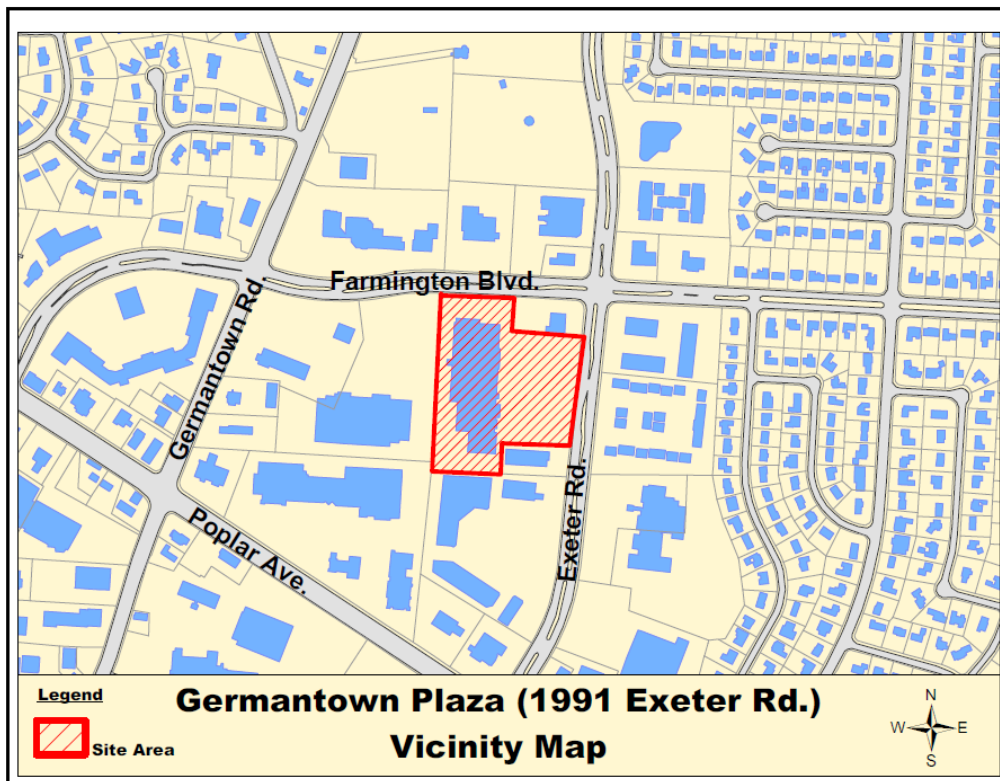 Farmington Blvd.
Germantown Rd.
Poplar Ave.
Exeter Rd.
Legend
Site Area
Germantown Plaza (1991 Exeter Rd.)
Vicinity Map
N
W
E
S